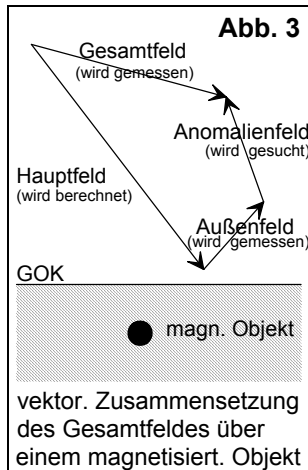 Abb. 3
Gesamtfeld
(wird gemessen)
Anomalienfeld
(wird gesucht)
Hauptfeld
(wird berechnet)
Außenfeld
(wird gemessen)
GOK
magn. Objekt
vektor. Zusammensetzung
des Gesamtfeldes über
einem magnetisiert. Objekt